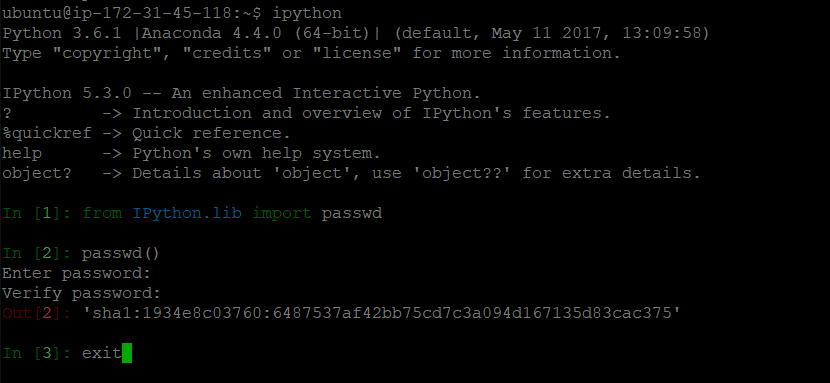 ubuntu@ip-172-31-45-118:~$ ipython
Python 3.6.1 |Anaconda 4.4.0 (64-bit)| (default, May 11 2017, 13:09:58)
Type "copyright", "credits" or "license" for more information.
IPython 5.3.0 -- An enhanced Interactive Python.
?         -> Introduction and overview of IPython's features.
%quickref -> Quick reference.
help      -> Python's own help system.
object?   -> Details about 'object', use 'object??' for extra details.
In [1]: from IPython.lib import passwd
In [2]: passwd()
Enter password:
Verify password:
Out[2]: 'sha1:1934e8c03760:6487537af42bb75cd7c3a094d167135d83cac375'
In [3]: exit